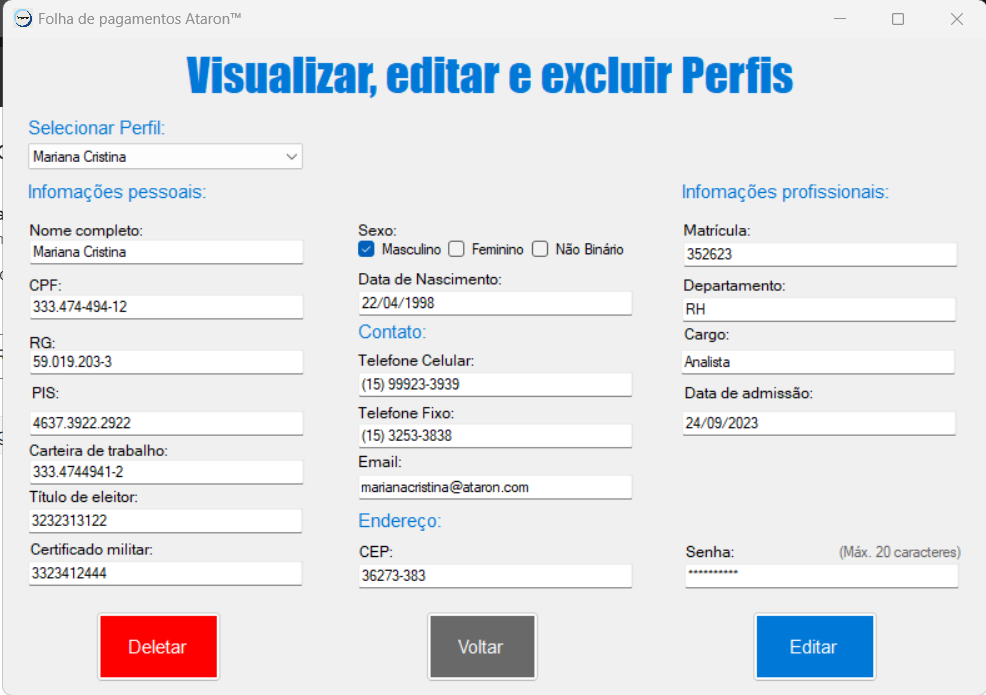 Folha de pagamentos Ataron™
Visualizar, editar e excluir Perfis
Selecionar Perfil:
Mariana Cristina
Infomações pessoais:
Nome completo:
Mariana Cristina
CPF:
333.474-494-12
RG:
59.019.203-3
PIS:
4637.3922.2922
Carteira de trabalho:
333.4744941-2
Título de eleitor:
3232313122
Certificado militar:
3323412444
Sexo:
Masculino Feminino Não Binário
Data de Nascimento:
22/04/1998
Contato:
Telefone Celular:
(15) 99923-3939
Telefone Fixo:
(15) 3253-3838
Email:
marianacristina@ataron.com
Endereço:
CEP:
36273-383
Infomações profissionais:
Matrícula:
352623
Departamento:
RH
Cargo:
Analista
Data de admissão:
24/09/2023
Senha: (Máx. 20 caracteres)
**********
Deletar
Voltar
Editar